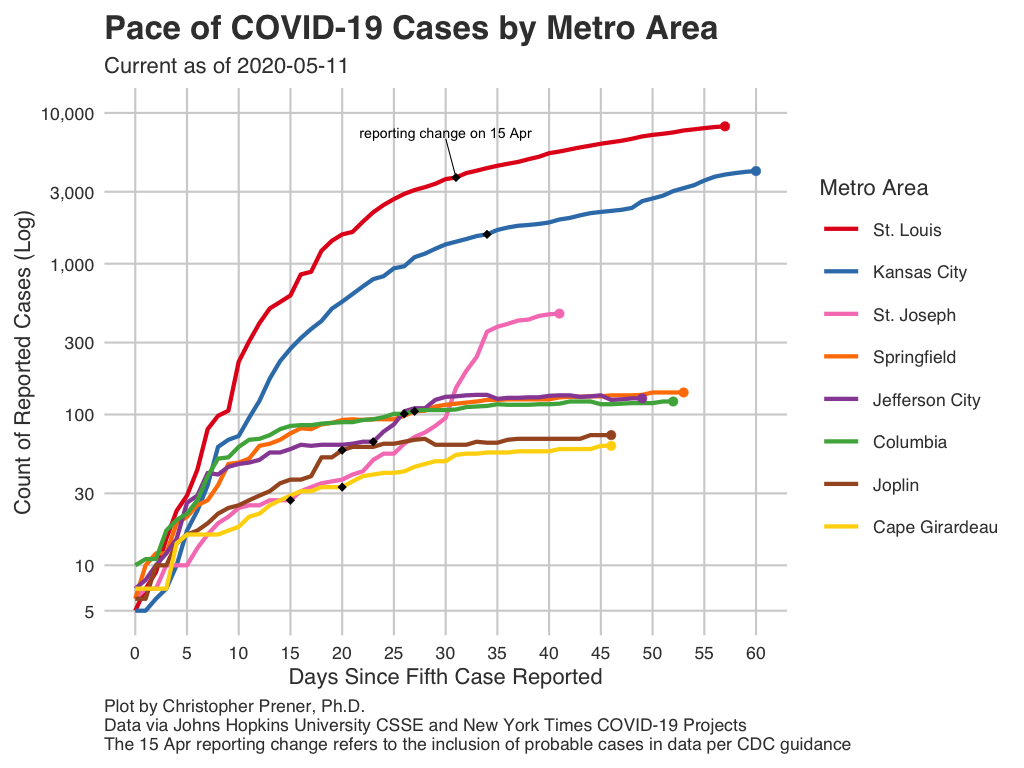 Pace of COVID-19 Cases by Metro Area
Current as of 2020-05-11
Count of Reported Cases (Log)
10,000
3,000
1,000
300
100
30
10
5
reporting change on 15 Apr
0 5 10 15 20 25 30 35 40 45 50 55 60
Days Since Fifth Case Reported
Metro Area
St. Louis
Kansas City
St. Joseph
Springfield
Jefferson City
Columbia
Joplin
Cape Girardeau
Plot by Christopher Prener, Ph.D.
Data via Johns Hopkins University CSSE and New York Times COVID-19 Projects
The 15 Apr reporting change refers to the inclusion of probable cases in data per CDC guidance